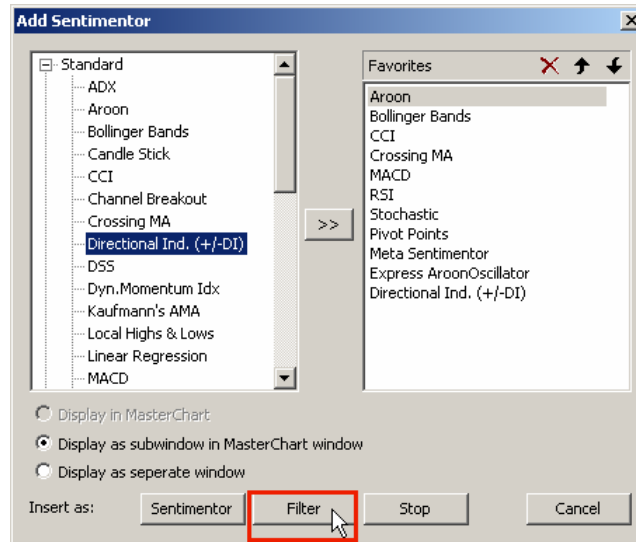 Add Sentimentor
Standard
ADX
Aroon
Bollinger Bands
Candle Stick
CCI
Channel Breakout
Crossing MA
Directional Ind. (+/-DI)
DSS
Dyn.Momentum Idx
Kaufmann's AMA
Local Highs & Lows
Linear Regression
MACD
>>
Favorites
Aroon
Bollinger Bands
CCI
Crossing MA
MACD
RSI
Stochastic
Pivot Points
Meta Sentimentor
Express AroonOscillator
Directional Ind. (+/-DI)
Display in MasterChart
Display as subwindow in MasterChart window
Display as seperate window
Insert as: Sentimentor Filter Stop Cancel